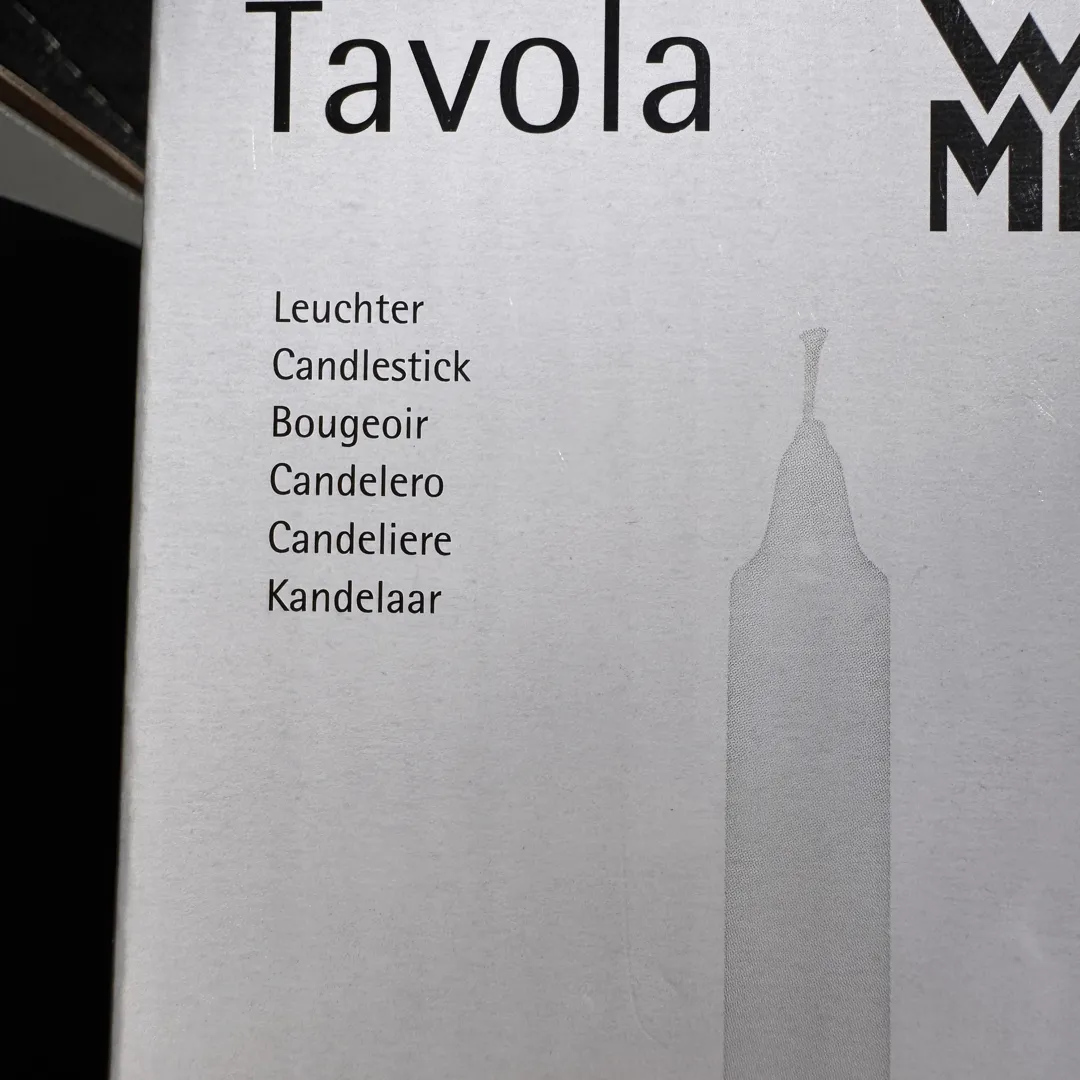 Tavola
Leuchter
Candlestick
Bougeoir
Candelero
Candeliere
Kandelaar